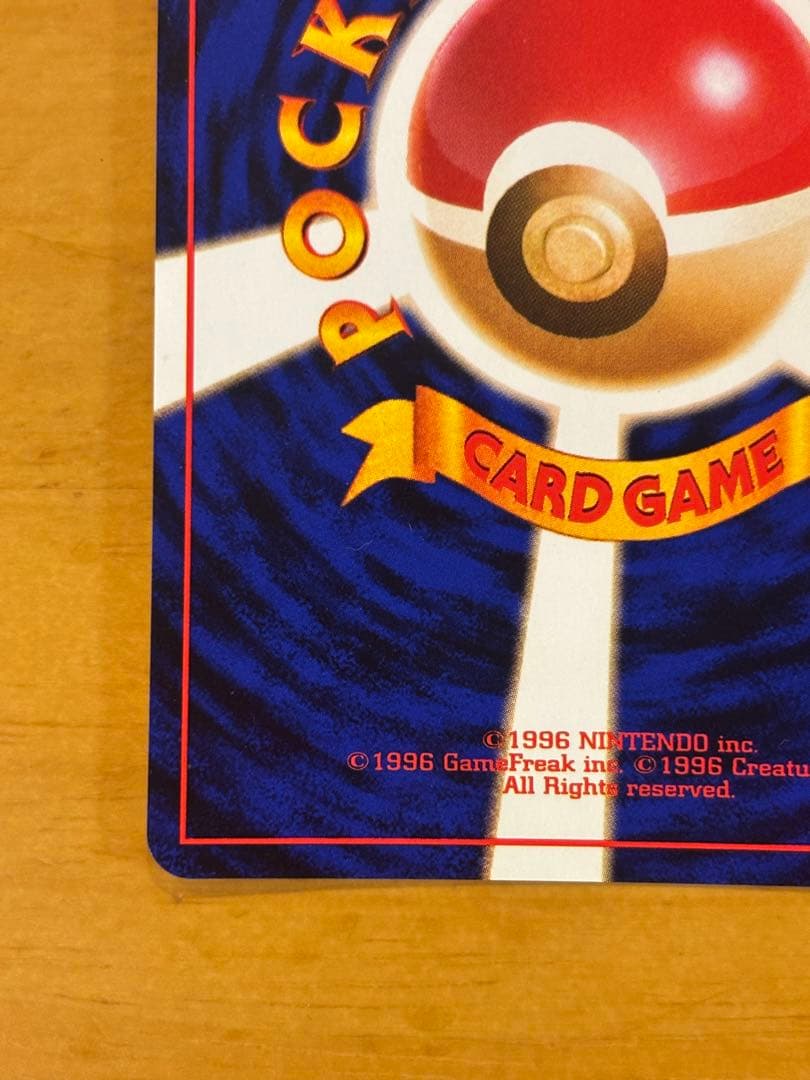 POCK
CARD GAME
©1996 NINTENDO inc.
©1996 GameFreak inc. ©1996 Creatu
All Rights reserved.